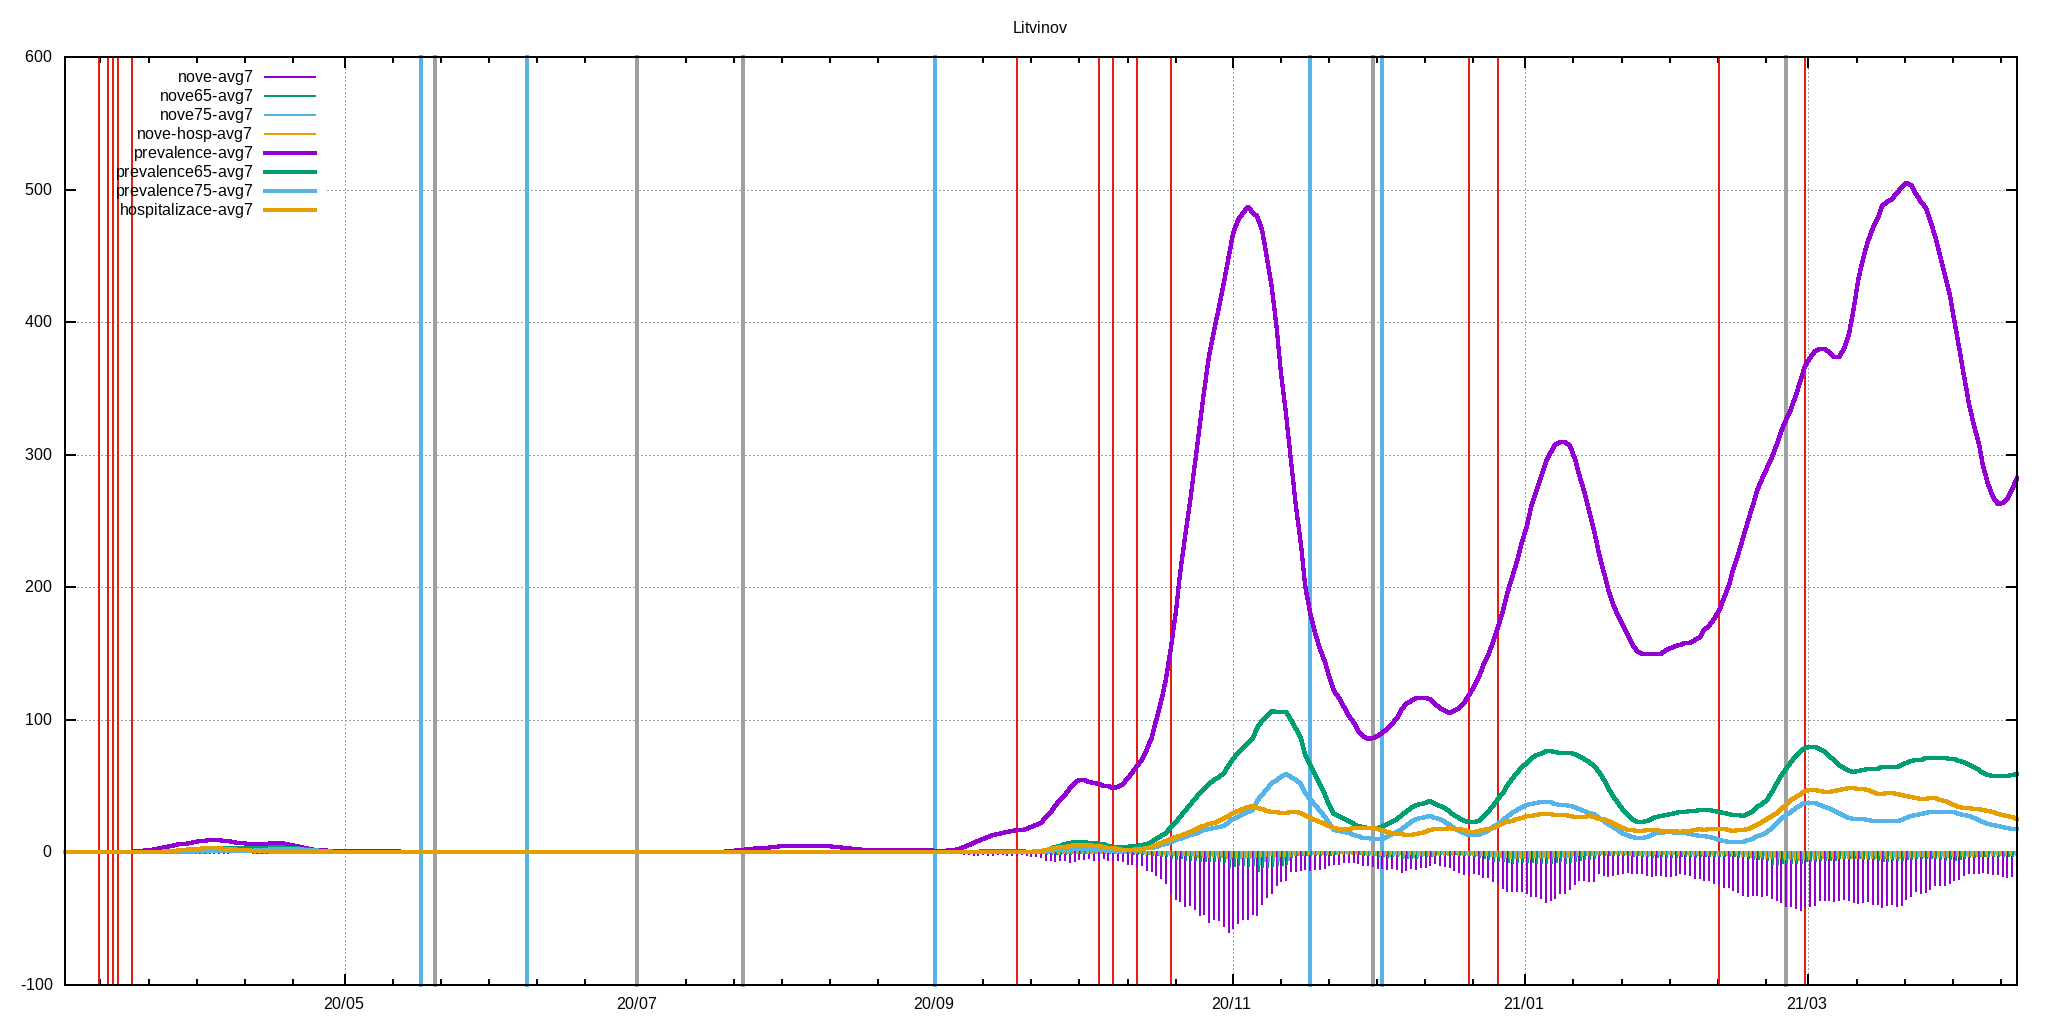 Litvinov
600
500
400
300
200
100
0
-100
nove-avg7
nove65-avg7
nove75-avg7
nove-hosp-avg7
prevalence-avg7
prevalence65-avg7
prevalence75-avg7
hospitalizace-avg7
20/05 20/07 20/09 20/11 21/01 21/03